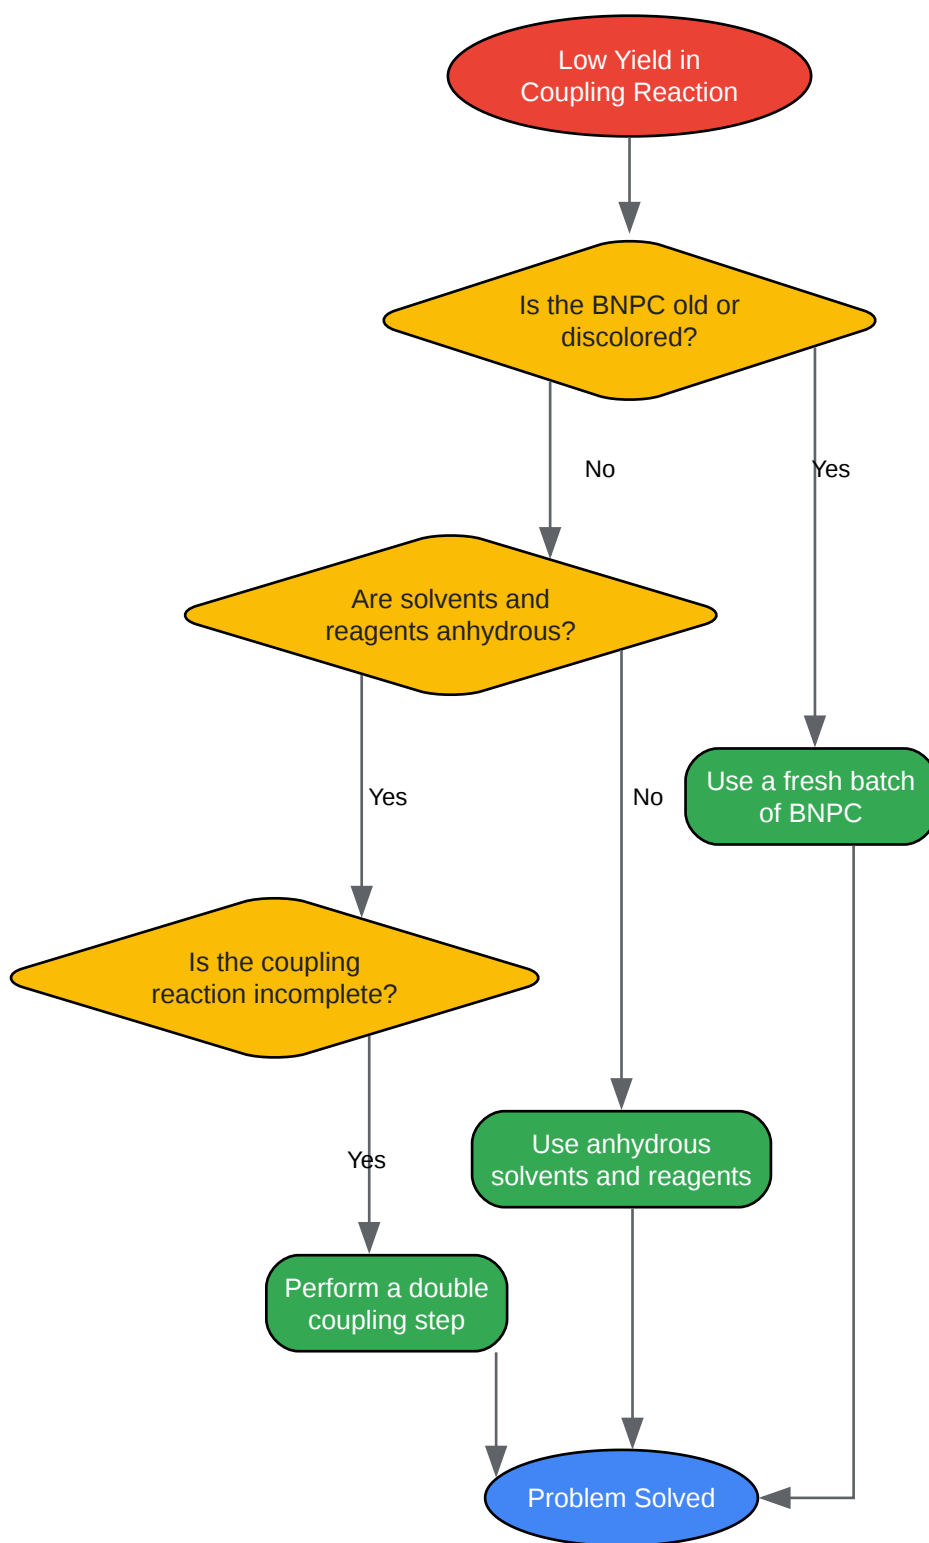 Low Yield in
Coupling Reaction
Is the BNPC old or
discolored?
No
Yes
Are solvents and
reagents anhydrous?
Yes
No
Use a fresh batch
of BNPC
Is the coupling
reaction incomplete?
Yes
Use anhydrous
solvents and reagents
Perform a double
coupling step
Problem Solved